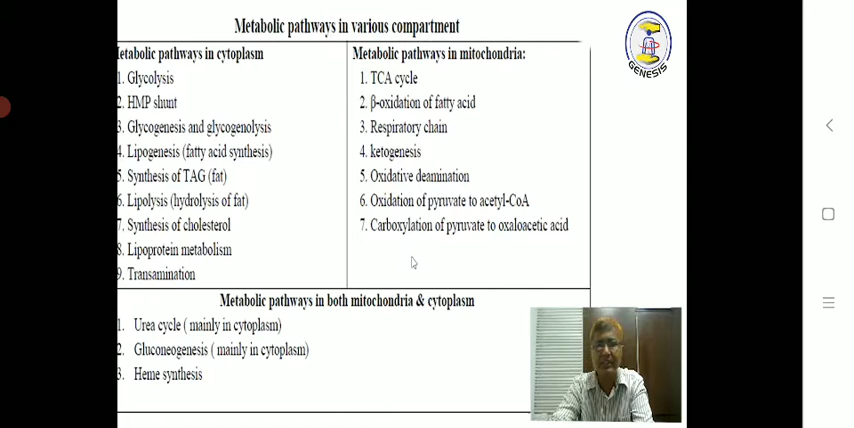 Metabolic pathways in various compartment
GENESIS
Metabolic pathways in cytoplasm
1. Glycolysis
2. HMP shunt
3. Glycogenesis and glycogenolysis
4. Lipogenesis (fatty acid synthesis)
5. Synthesis of TAG (fat)
6. Lipolysis (hydrolysis of fat)
7. Synthesis of cholesterol
8. Lipoprotein metabolism
9. Transamination
Metabolic pathways in mitochondria:
1. TCA cycle
2. β-oxidation of fatty acid
3. Respiratory chain
4. ketogenesis
5. Oxidative deamination
6. Oxidation of pyruvate to acetyl-CoA
7. Carboxylation of pyruvate to oxaloacetic acid
Metabolic pathways in both mitochondria & cytoplasm
1. Urea cycle ( mainly in cytoplasm)
2. Gluconeogenesis ( mainly in cytoplasm)
3. Heme synthesis